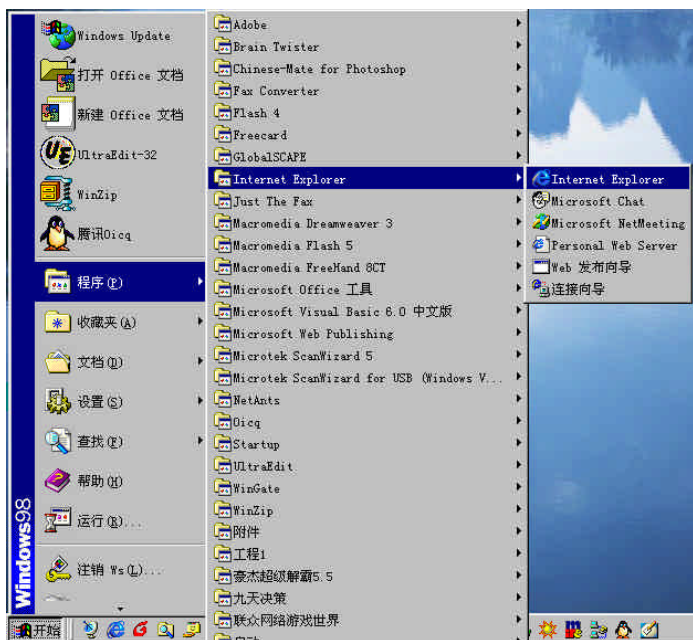 Windows Update
打开 Office 文档
新建 Office 文档
UltraEdit-32
WinZip
腾讯Oicq
程序(P)
收藏夹(A)
文档(D)
设置(S)
查找(F)
帮助(H)
运行(R)...
注销 Ws(L)...
Windows98
开始
Adobe
Brain Twister
Chinese-Mate for Photoshop
Fax Converter
Flash 4
Freecard
GlobalSCAPE
Internet Explorer
Just The Fax
Macromedia Dreamweaver 3
Macromedia Flash 5
Macromedia FreeHand 8CT
Microsoft Office 工具
Microsoft Visual Basic 6.0 中文版
Microsoft Web Publishing
Microtek ScanWizard 5
Microtek ScanWizard for USB (Windows V...
NetAnts
Oicq
Startup
UltraEdit
WinGate
WinZip
附件
工程1
豪杰超级解霸5.5
九天决策
联众网络游戏世界
Internet Explorer
Microsoft Chat
Microsoft NetMeeting
Personal Web Server
Web 发布向导
连接向导